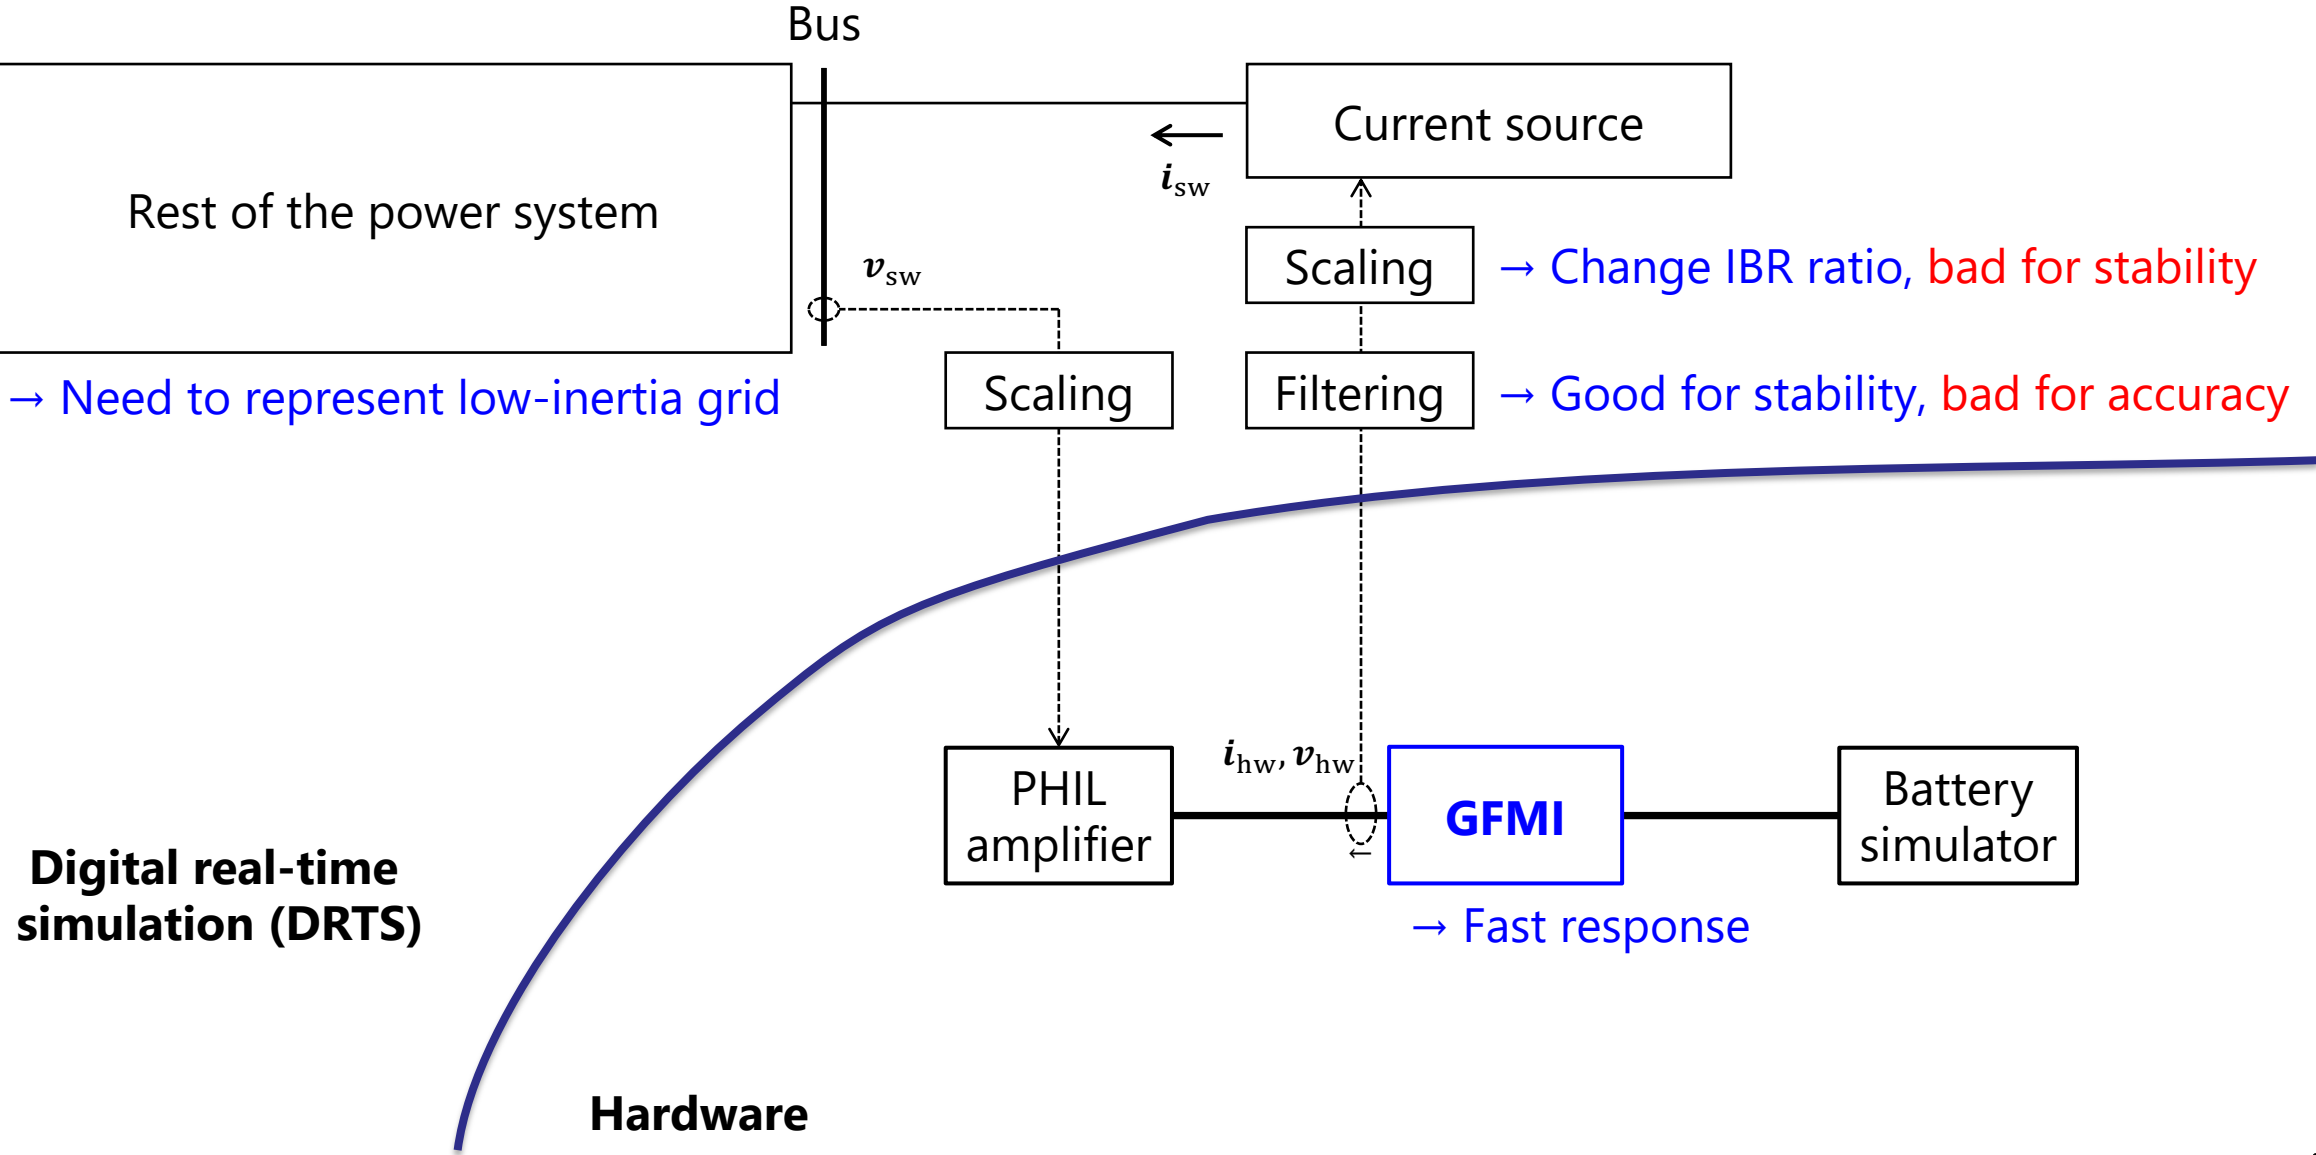 Bus
Current source
i_sw
Rest of the power system
v_sw
Scaling
→ Change IBR ratio, bad for stability
→ Need to represent low-inertia grid
Scaling
Filtering
→ Good for stability, bad for accuracy
i_hw, v_hw
PHIL
amplifier
←
GFMI
Battery
simulator
→ Fast response
Digital real-time
simulation (DRTS)
Hardware